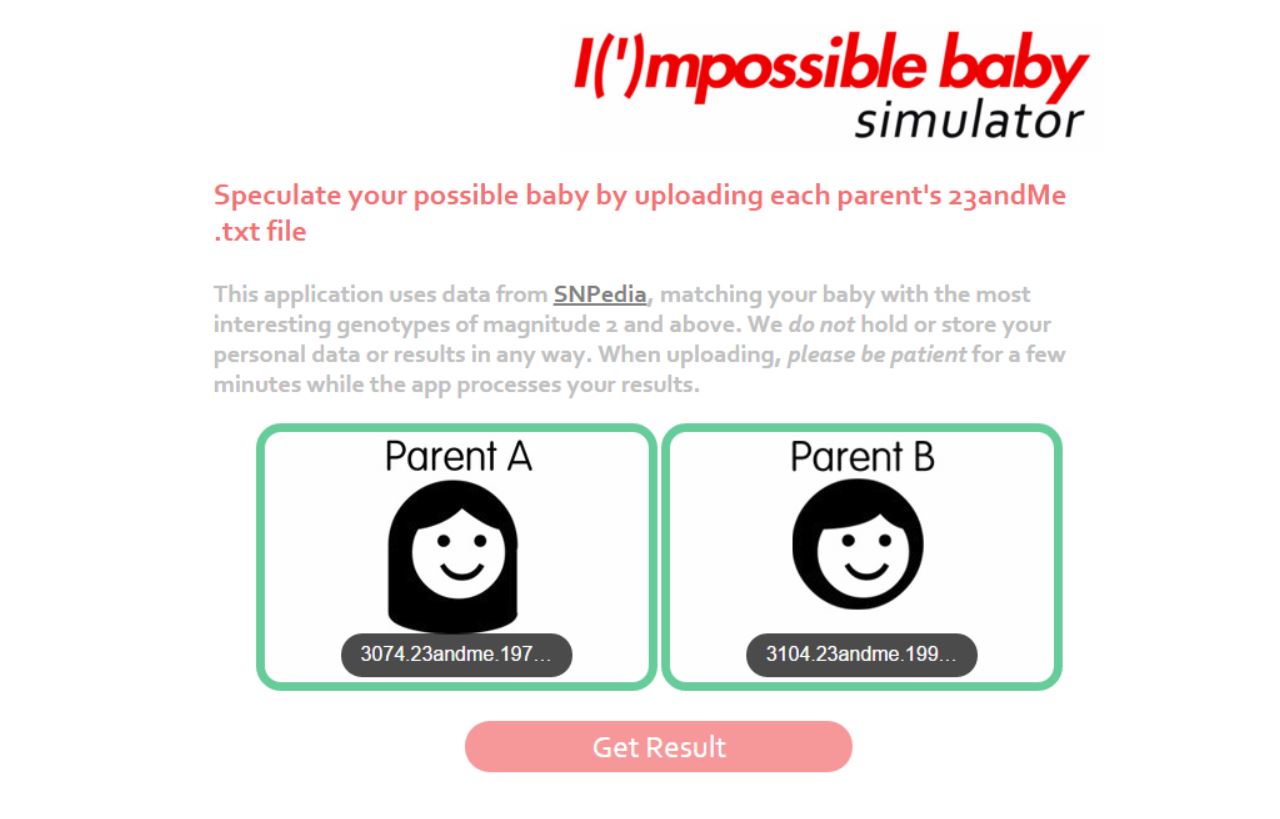 I(')mpossible baby
simulator
Speculate your possible baby by uploading each parent's 23andMe
.txt file
This application uses data from SNPedia, matching your baby with the most
interesting genotypes of magnitude 2 and above. We do not hold or store your
personal data or results in any way. When uploading, please be patient for a few
minutes while the app processes your results.
Parent A
Parent B
3074.23andme.197...
3104.23andme.199...
Get Result